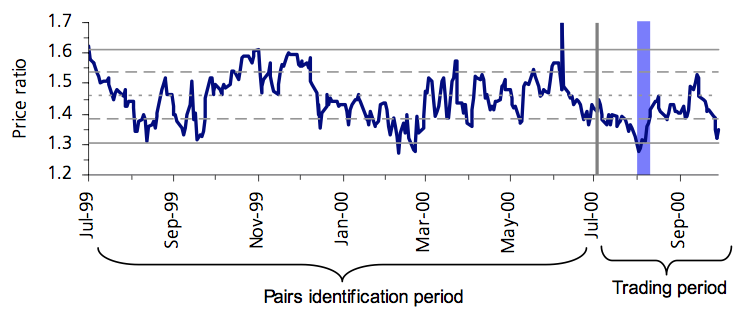 1.7
1.6
1.5
1.4
1.3
1.2
Price ratio
Jul-99
Sep-99
Nov-99
Jan-00
Mar-00
May-00
Jul-00
Sep-00
Pairs identification period
Trading period